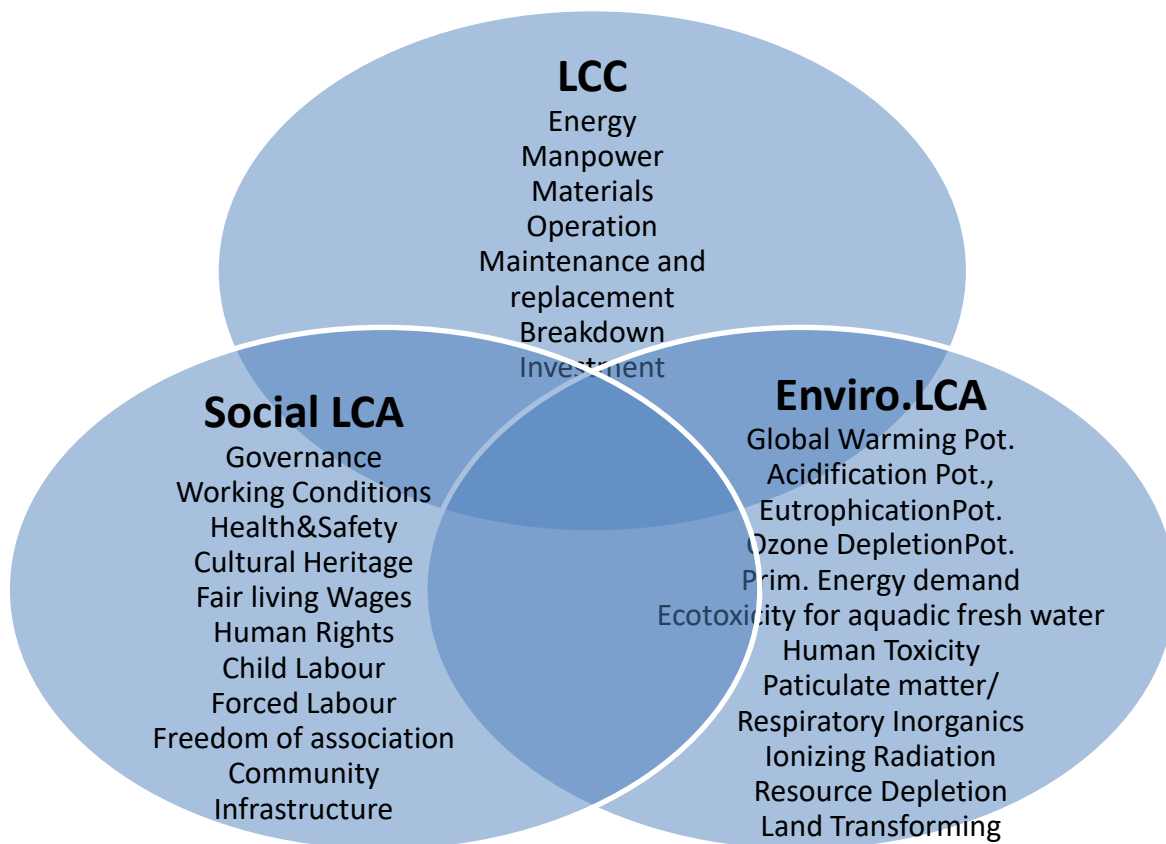 LCC
Energy
Manpower
Materials
Operation
Maintenance and
replacement
Breakdown
Investment
Social LCA
Governance
Working Conditions
Health&Safety
Cultural Heritage
Fair living Wages
Human Rights
Child Labour
Forced Labour
Freedom of association
Community
Infrastructure
Enviro.LCA
Global Warming Pot.
Acidification Pot.,
EutrophicationPot.
Ozone DepletionPot.
Prim. Energy demand
Ecotoxicity for aquadic fresh water
Human Toxicity
Paticulate matter/
Respiratory Inorganics
Ionizing Radiation
Resource Depletion
Land Transforming